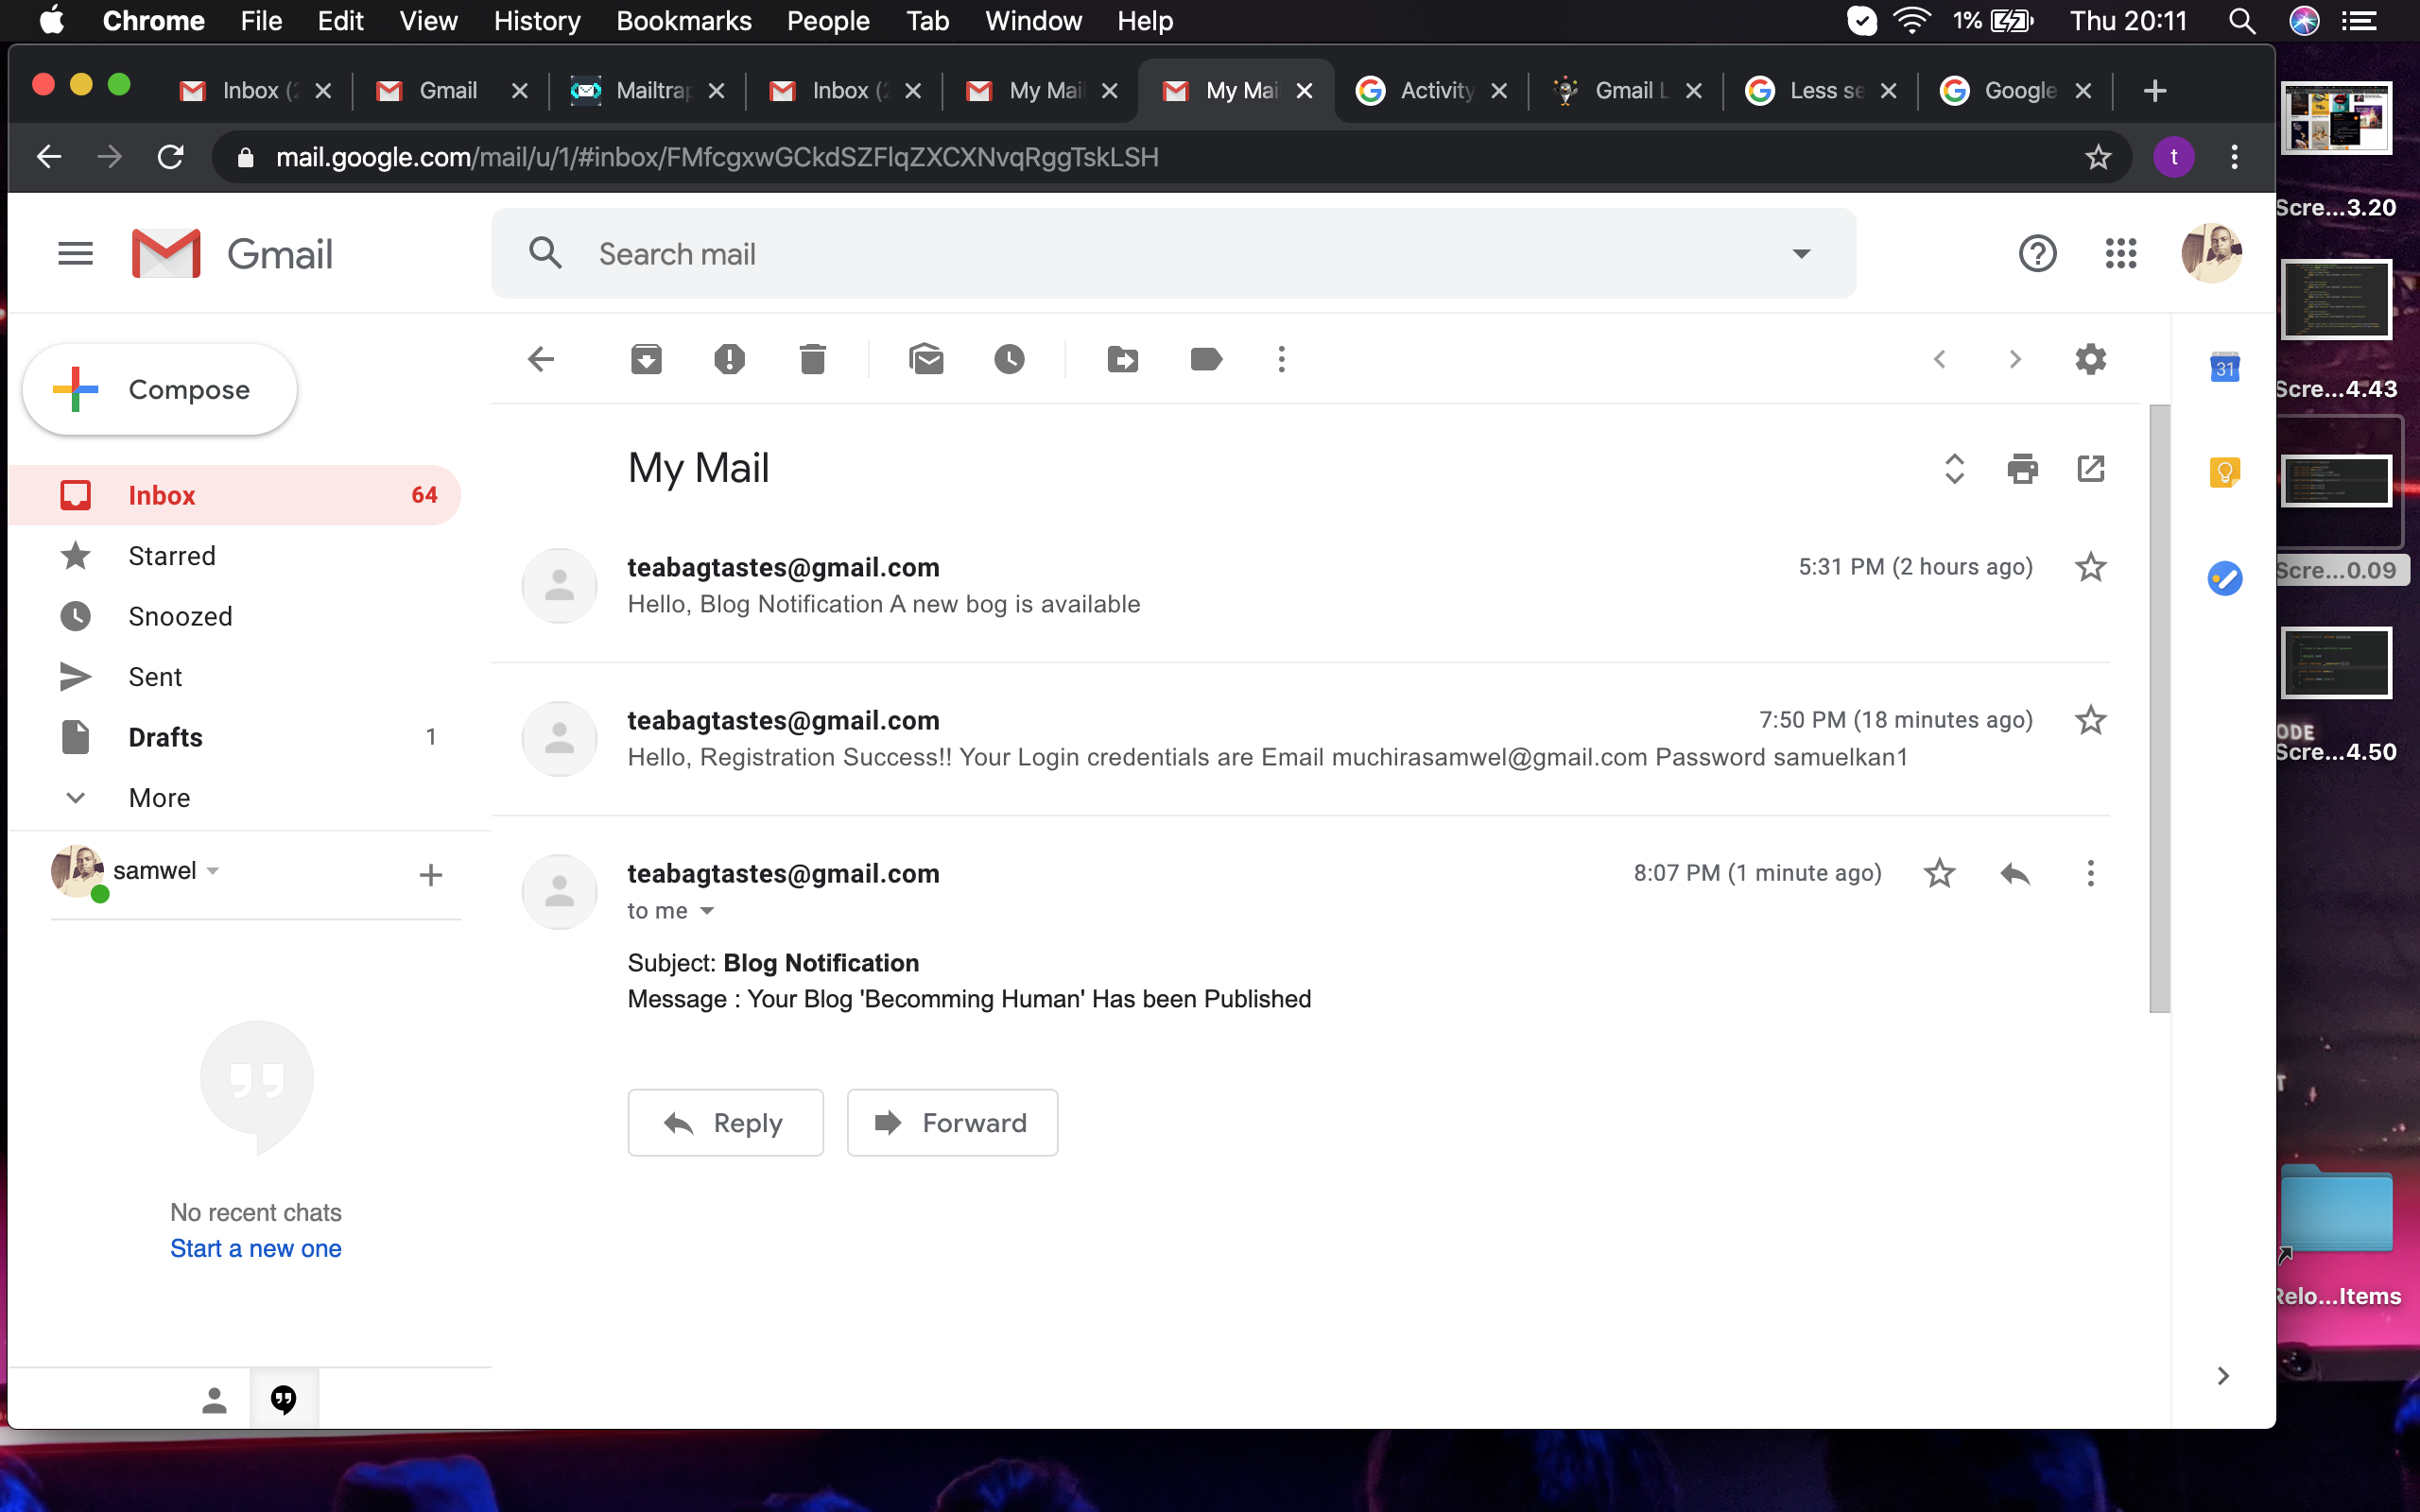 Chrome File Edit View History Bookmarks People Tab Window Help 1% Thu 20:11
Inbox (2 Gmail Mailtrap Inbox (2 My Mail My Mai Activity Gmail L Less se Google
mail.google.com/mail/u/1/#inbox/FMfcgxwGCkdSZFlqZXCXNvqRggTskLSH t
Gmail Search mail
Compose
Inbox 64
Starred
Snoozed
Sent
Drafts 1
More
samwel
No recent chats
Start a new one
My Mail
teabagtastes@gmail.com 5:31 PM (2 hours ago)
Hello, Blog Notification A new bog is available
teabagtastes@gmail.com 7:50 PM (18 minutes ago)
Hello, Registration Success!! Your Login credentials are Email muchirasamwel@gmail.com Password samuelkan1
teabagtastes@gmail.com 8:07 PM (1 minute ago)
to me
Subject: Blog Notification
Message : Your Blog 'Becomming Human' Has been Published
Reply Forward
31
Scre...3.20
Scre...4.43
Scre...0.09
ODE
Scre...4.50
Relo...Items